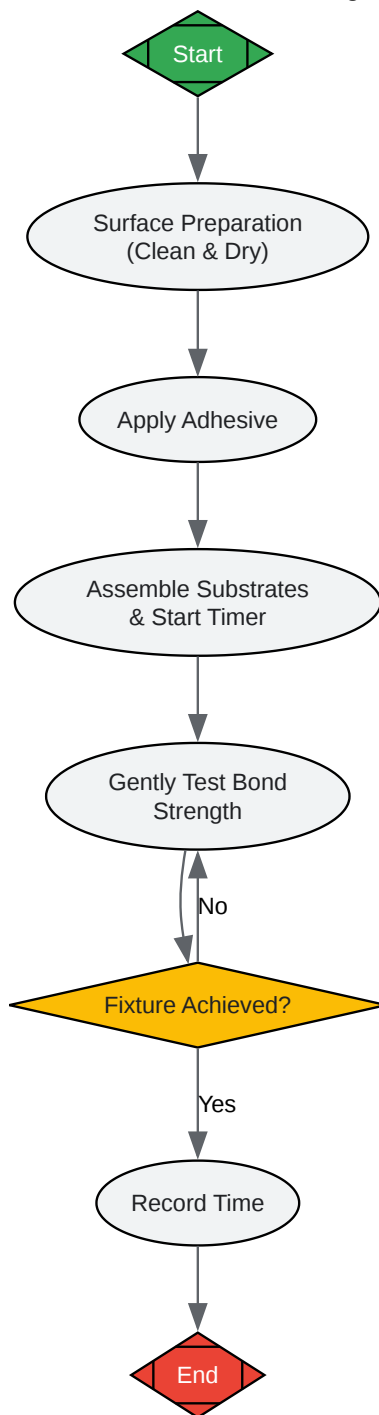 Start
Surface Preparation
(Clean & Dry)
Apply Adhesive
Assemble Substrates
& Start Timer
Gently Test Bond
Strength
No
Fixture Achieved?
Yes
Record Time
End